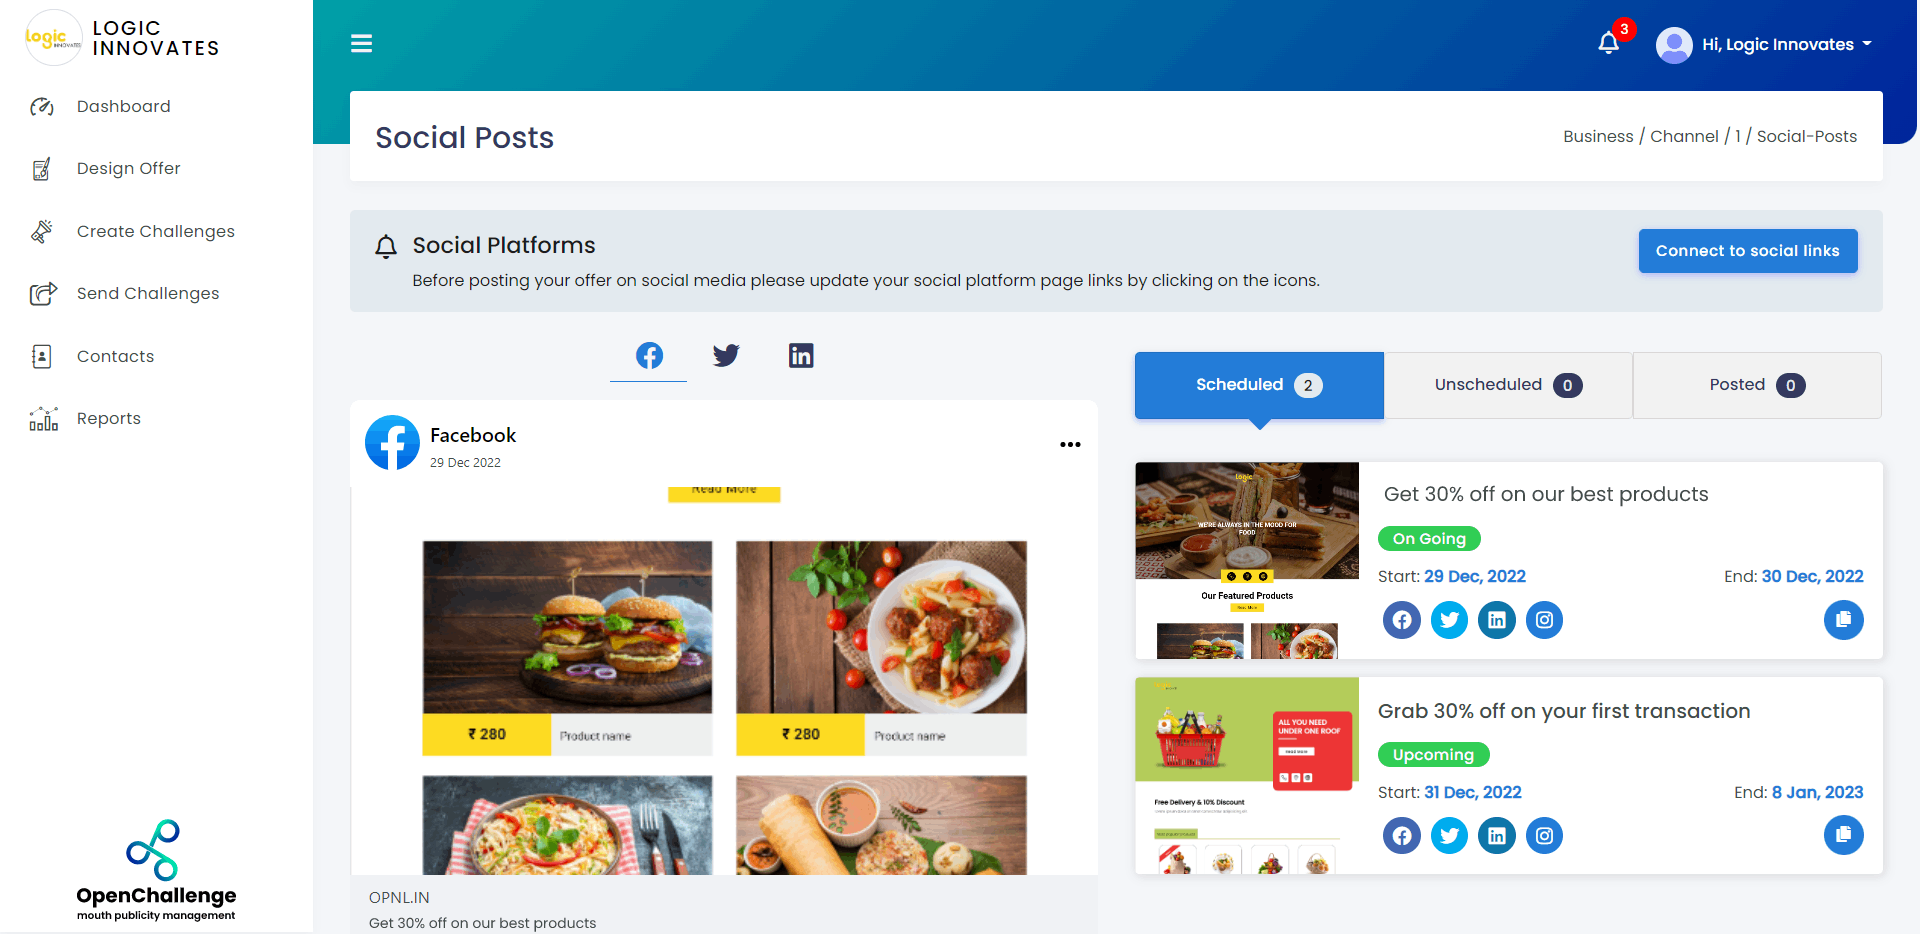 logic
INNOVATES
LOGIC
INNOVATES
Dashboard
Design Offer
Create Challenges
Send Challenges
Contacts
Reports
OpenChallenge
mouth publicity management
3
Hi, Logic Innovates
Social Posts
Business / Channel / 1 / Social-Posts
Social Platforms
Before posting your offer on social media please update your social platform page links by clicking on the icons.
Connect to social links
Facebook
29 Dec 2022
Read More
₹ 280
Product name
₹ 280
Product name
OPNL.IN
Get 30% off on our best products
Scheduled 2
Unscheduled 0
Posted 0
logic
WE'RE ALWAYS IN THE MOOD FOR
FOOD
Our Featured Products
Read More
Get 30% off on our best products
On Going
Start: 29 Dec, 2022
End: 30 Dec, 2022
ALL YOU NEED
UNDER ONE ROOF
Read More
Free Delivery & 10% Discount
Grab 30% off on your first transaction
Upcoming
Start: 31 Dec, 2022
End: 8 Jan, 2023